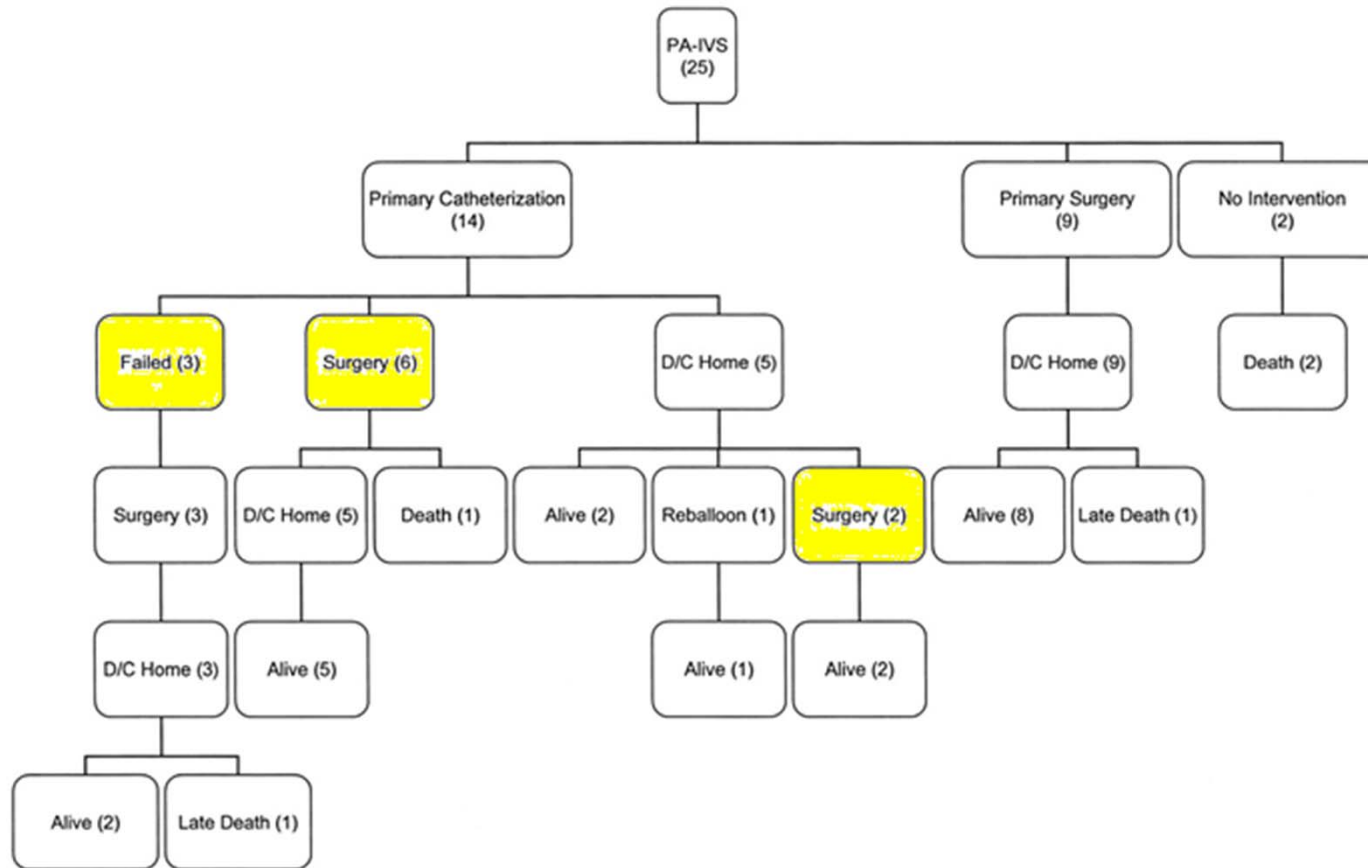 PA-IVS
(25)
Primary Catheterization
(14)
Primary Surgery
(9)
No Intervention
(2)
Failed (3)
Surgery (6)
D/C Home (5)
D/C Home (9)
Death (2)
Surgery (3)
D/C Home (5)
Death (1)
Alive (2)
Reballoon (1)
Surgery (2)
Alive (8)
Late Death (1)
D/C Home (3)
Alive (5)
Alive (1)
Alive (2)
Alive (2)
Late Death (1)